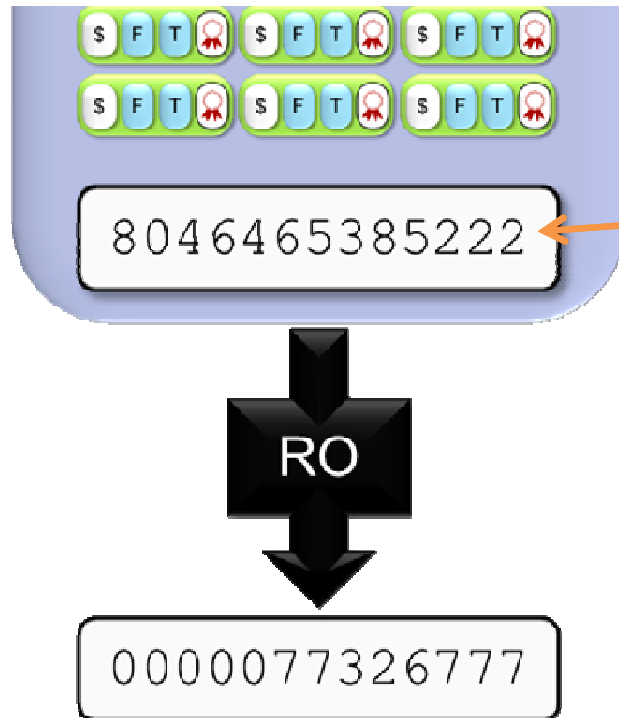 $ F T $ F T $ F T
$ F T $ F T $ F T
8046465385222
RO
0000077326777